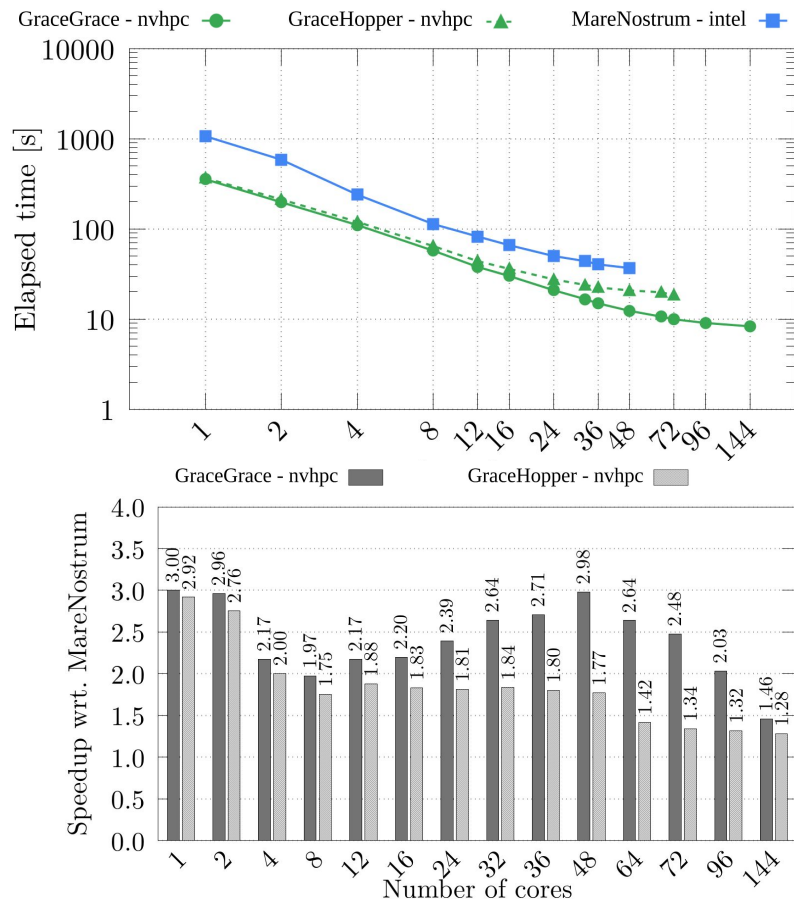 GraceGrace - nvhpc GraceHopper - nvhpc MareNostrum - intel
10000
1000
100
10
1
Elapsed time [s]
1 2 4 8 12 16 24 36 48 72 96 144
GraceGrace - nvhpc GraceHopper - nvhpc
4.0
3.5
3.0
2.5
2.0
1.5
1.0
0.5
0.0
Speedup wrt. MareNostrum
3.00 2.92 2.96 2.76 2.17 2.00 1.97 1.75 2.17 1.88 2.20 1.83 2.39 1.81 2.64 1.84 2.71 1.80 2.98 1.77 2.64 1.42 2.48 1.34 2.03 1.32 1.46 1.28
1 2 4 8 12 16 24 32 36 48 64 72 96 144
Number of cores